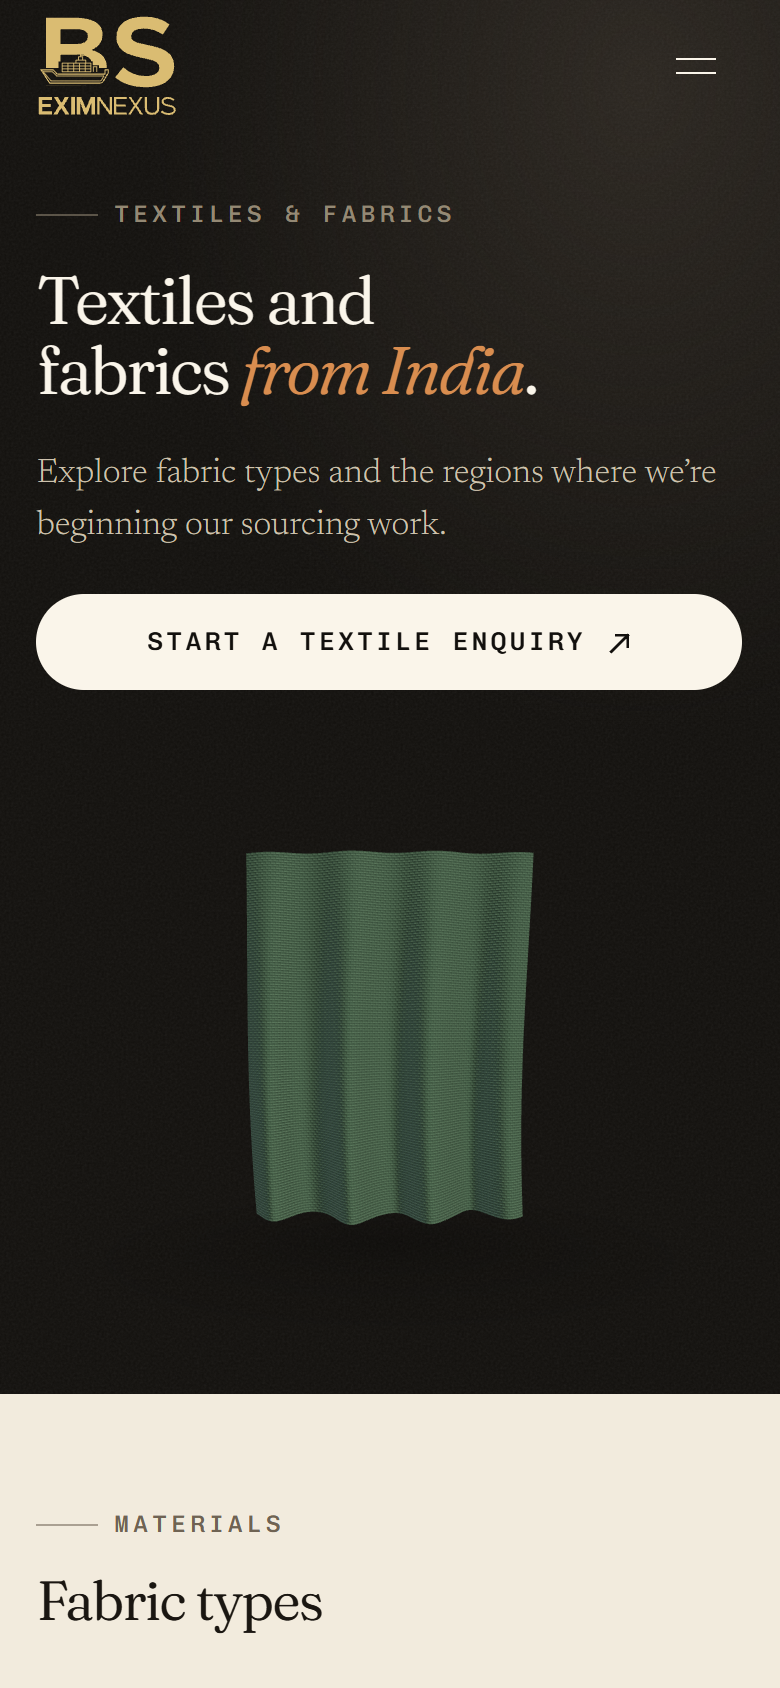 BS
EXIMNEXUS
TEXTILES & FABRICS
Textiles and
fabrics from India.
Explore fabric types and the regions where we’re
beginning our sourcing work.
START A TEXTILE ENQUIRY ↗
MATERIALS
Fabric types